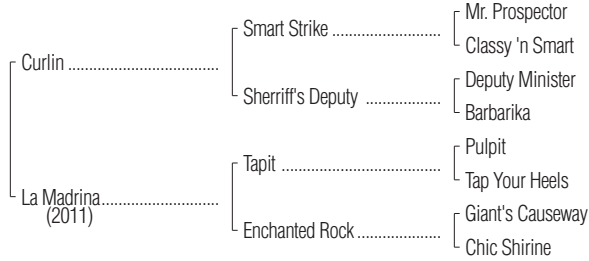 Mr. Prospector
Smart Strike ..........................
Classy 'n Smart
Curlin .....................................
Deputy Minister
Sherriff's Deputy ..................
Barbarika
Pulpit
Tapit .......................................
Tap Your Heels
La Madrina............................
(2011)
Giant's Causeway
Enchanted Rock ....................
Chic Shirine